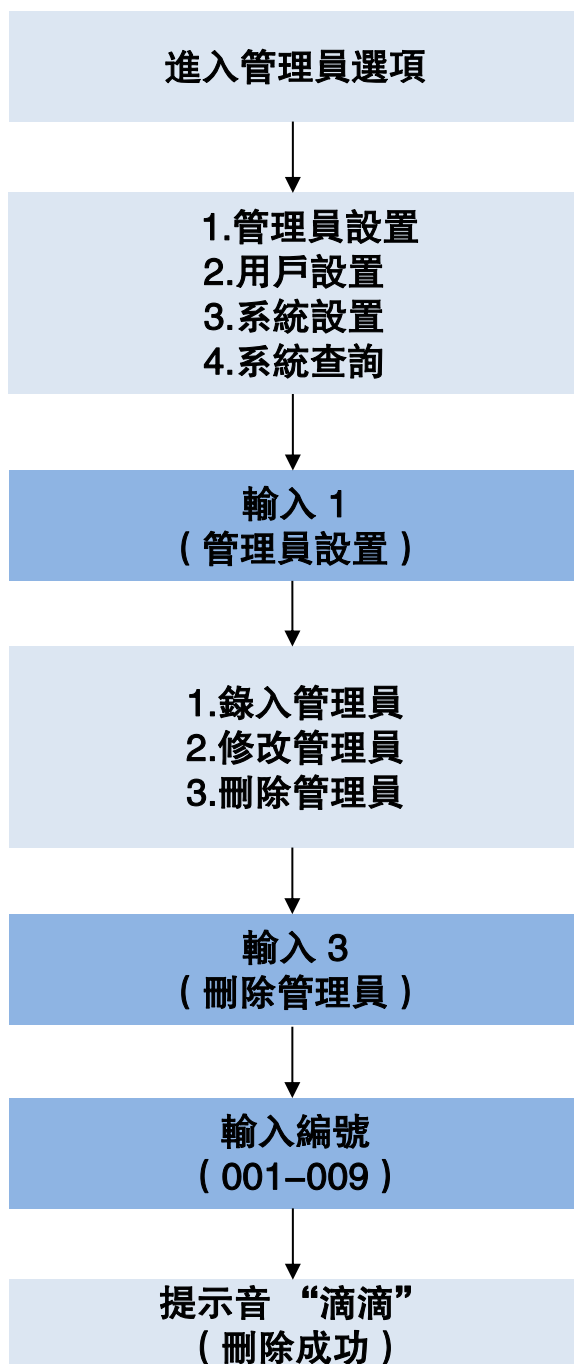 進入管理員選項
1.管理員設置
2.用戶設置
3.系統設置
4.系統查詢
輸入 1
(管理員設置)
1.錄入管理員
2.修改管理員
3.刪除管理員
輸入 3
(刪除管理員)
輸入編號
(001–009)
提示音 “滴滴”
(刪除成功)